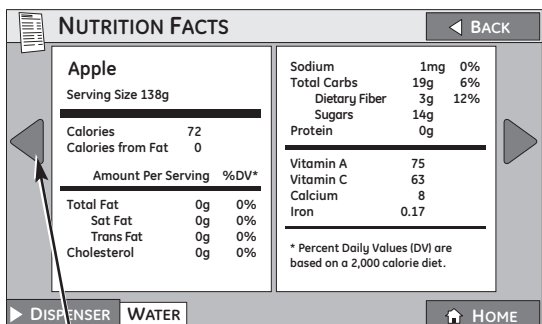 NUTRITION FACTS
BACK
Apple
Serving Size 138g
Calories 72
Calories from Fat 0
Amount Per Serving %DV*
Total Fat 0g 0%
Sat Fat 0g 0%
Trans Fat 0g 0%
Cholesterol 0g 0%
Sodium 1mg 0%
Total Carbs 19g 6%
Dietary Fiber 3g 12%
Sugars 14g
Protein 0g
Vitamin A 75
Vitamin C 63
Calcium 8
Iron 0.17
* Percent Daily Values (DV) are
based on a 2,000 calorie diet.
DISPENSER WATER
HOME